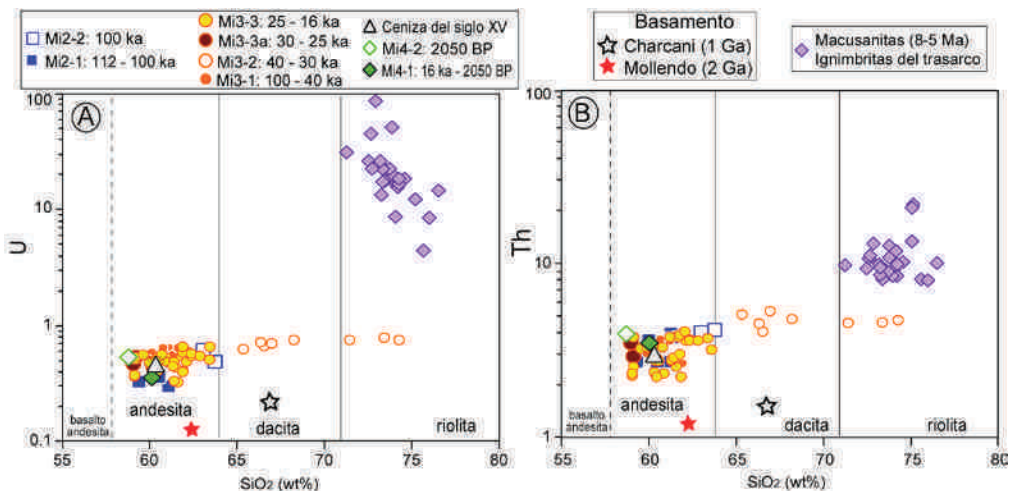 Mi2-2: 100 ka
Mi2-1: 112 - 100 ka
Mi3-3: 25 - 16 ka
Mi3-3a: 30 - 25 ka
Mi3-2: 40 - 30 ka
Mi3-1: 100 - 40 ka
Ceniza del siglo XV
Mi4-2: 2050 BP
Mi4-1: 16 ka - 2050 BP
Basamento
Charcani (1 Ga)
Mollendo (2 Ga)
Macusanitas (8-5 Ma)
Ignimbritas del trasarco
A
U
100
10
1
0.1
basalto
andesita
andesita
dacita
riolita
55
60
65
70
75
80
SiO2 (wt%)
B
Th
100
10
1
basalto
andesita
andesita
dacita
riolita
55
60
65
70
75
80
SiO2 (wt%)